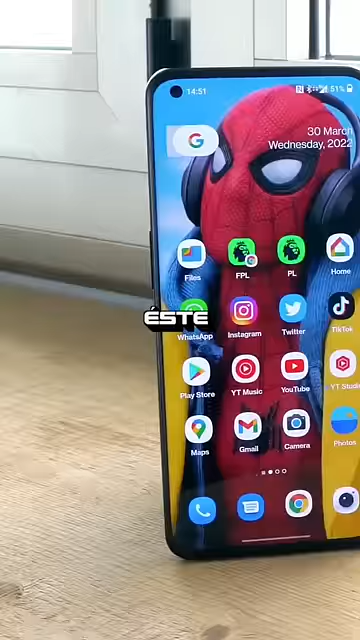 14:51
51%
30 March
Wednesday, 2022
Files
FPL
PL
Home
WhatsApp
Instagram
Twitter
TikTok
ÉSTE
Play Store
YT Music
YouTube
YT Studio
Maps
Gmail
Camera
Photos